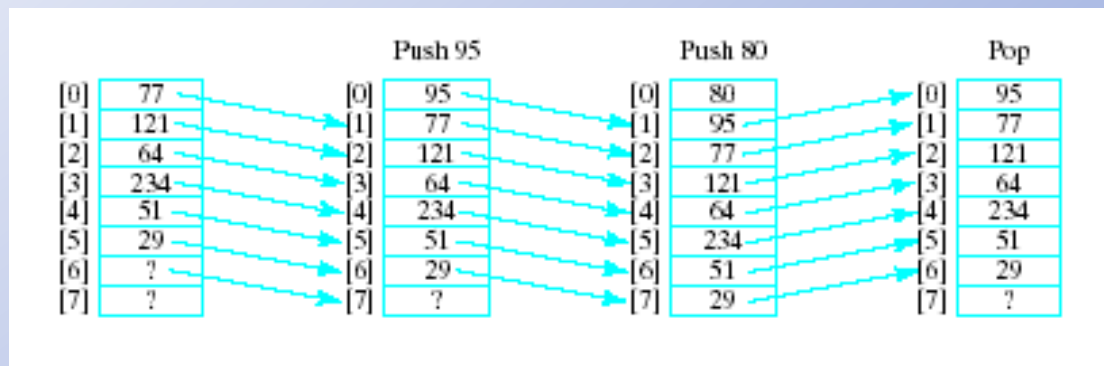 Push 95 Push 80 Pop
[0] 77 [0] 95 [0] 80 [0] 95
[1] 121 [1] 77 [1] 95 [1] 77
[2] 64 [2] 121 [2] 77 [2] 121
[3] 234 [3] 64 [3] 121 [3] 64
[4] 51 [4] 234 [4] 64 [4] 234
[5] 29 [5] 51 [5] 234 [5] 51
[6] ? [6] 29 [6] 51 [6] 29
[7] ? [7] ? [7] 29 [7] ?